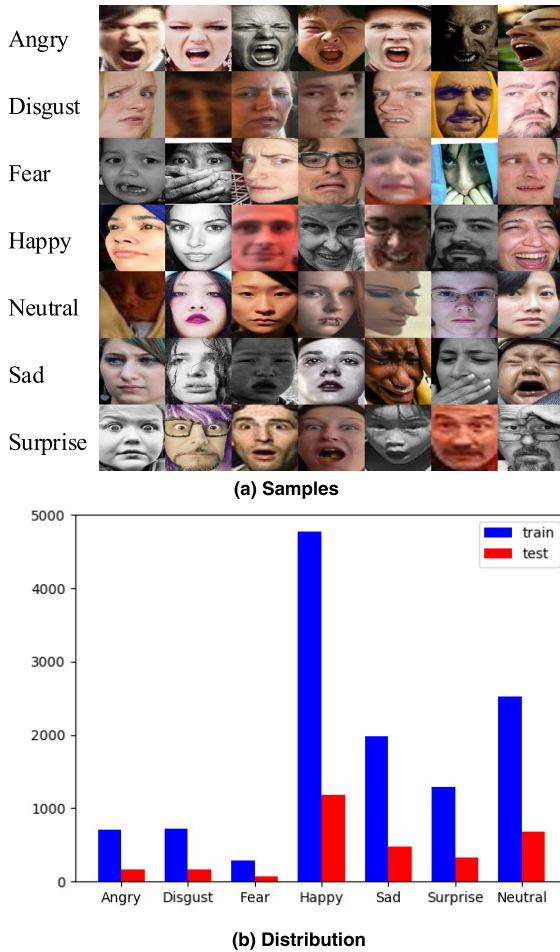 Angry
Disgust
Fear
Happy
Neutral
Sad
Surprise
(a) Samples
5000
4000
3000
2000
1000
0
train
test
Angry Disgust Fear Happy Sad Surprise Neutral
(b) Distribution